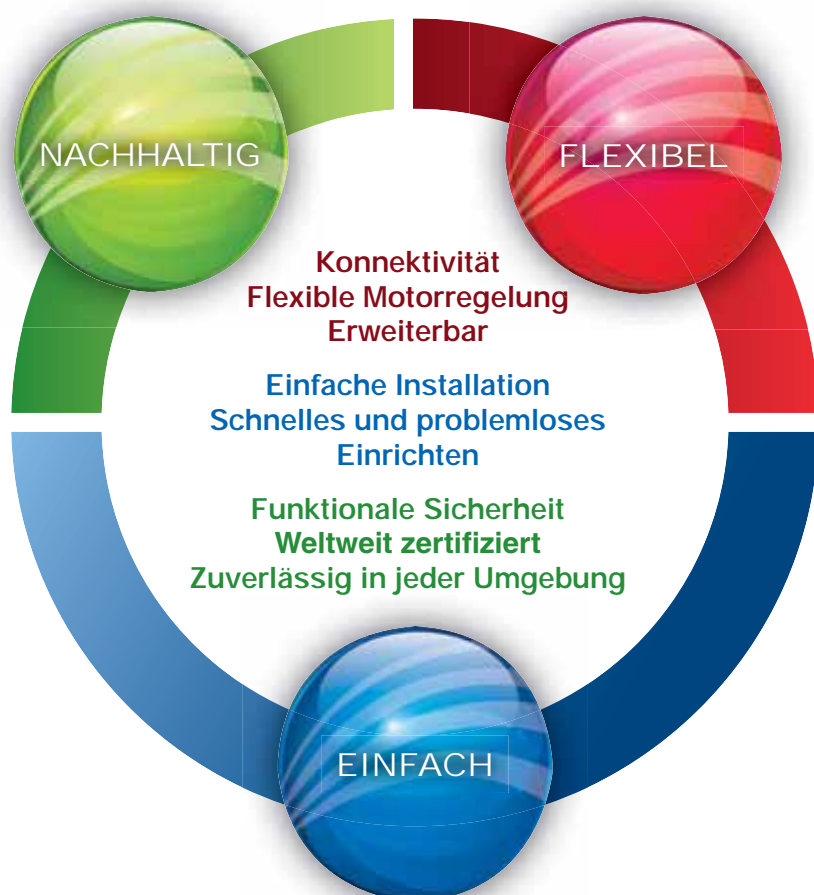 NACHHALTIG
FLEXIBEL
Konnektivität
Flexible Motorregelung
Erweiterbar
Einfache Installation
Schnelles und problemloses
Einrichten
Funktionale Sicherheit
Weltweit zertifiziert
Zuverlässig in jeder Umgebung
EINFACH